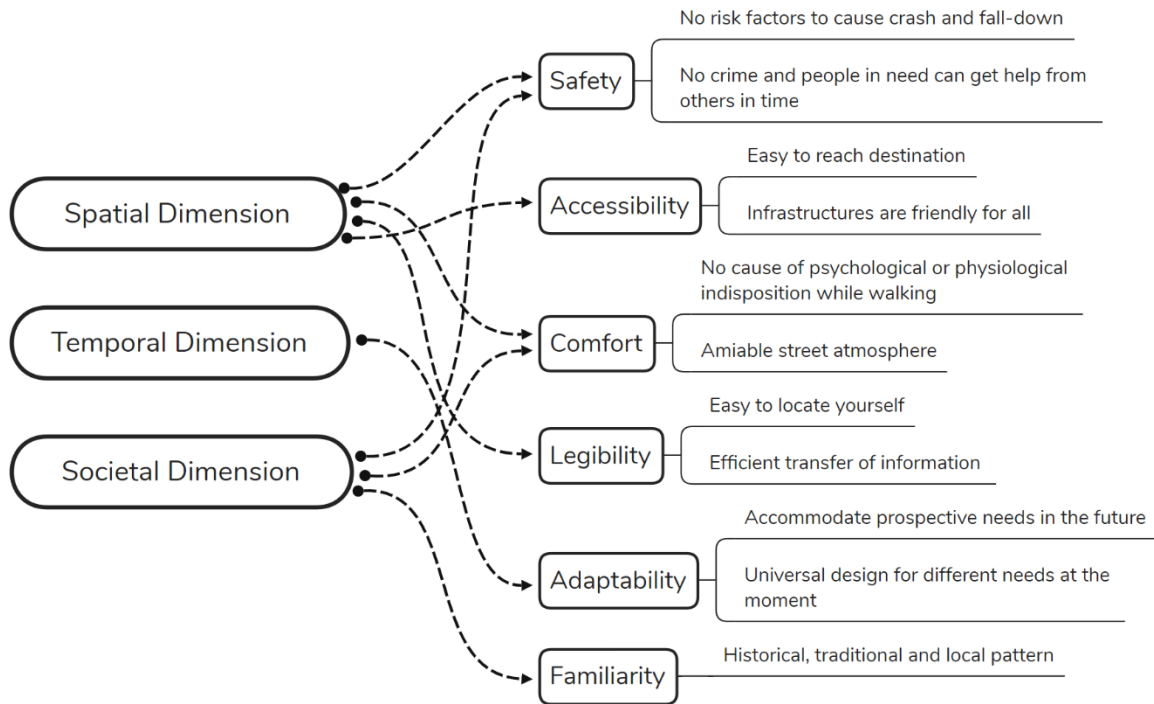 Spatial Dimension
Temporal Dimension
Societal Dimension
Safety
No risk factors to cause crash and fall-down
No crime and people in need can get help from
others in time
Accessibility
Easy to reach destination
Infrastructures are friendly for all
Comfort
No cause of psychological or physiological
indisposition while walking
Amiable street atmosphere
Legibility
Easy to locate yourself
Efficient transfer of information
Adaptability
Accommodate prospective needs in the future
Universal design for different needs at the
moment
Familiarity
Historical, traditional and local pattern